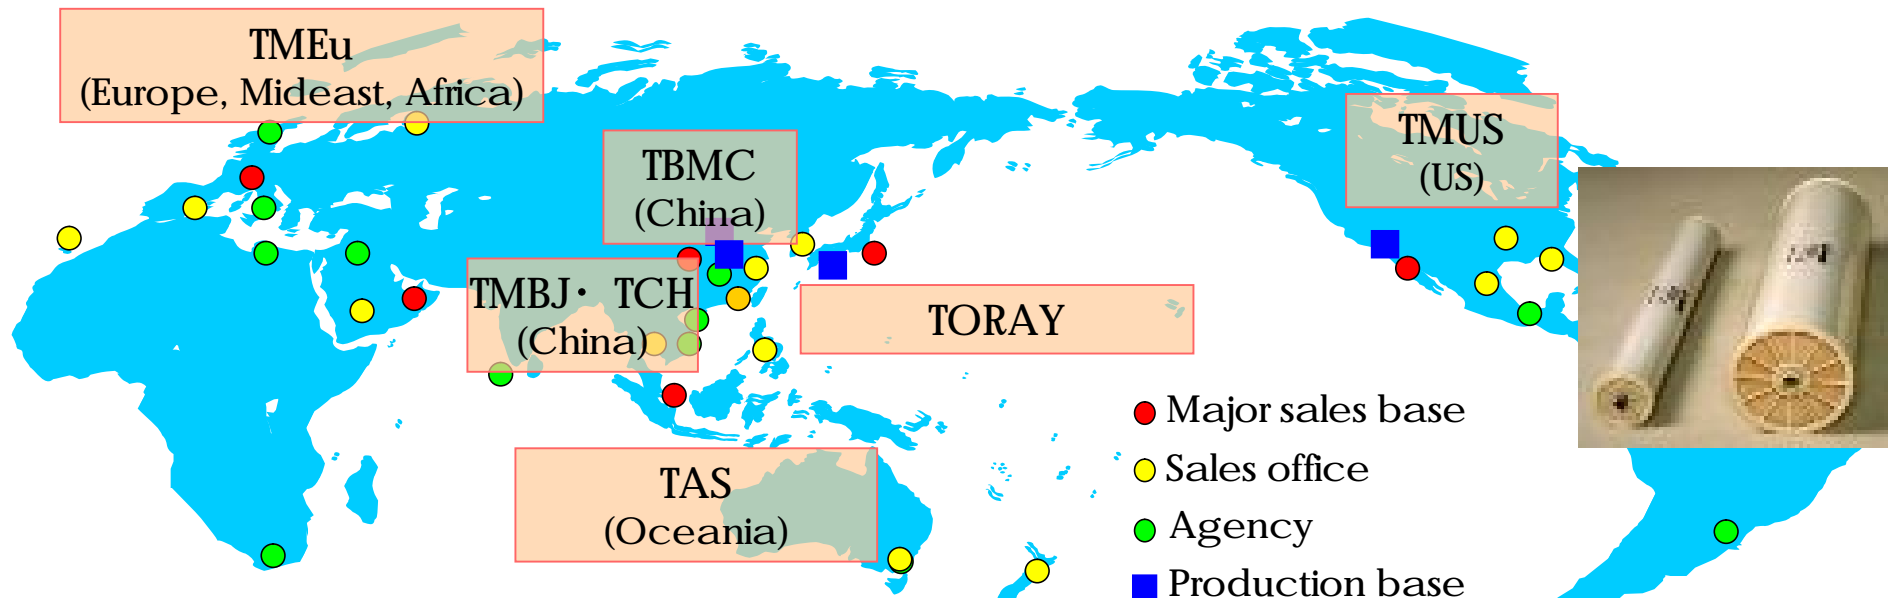 TMEu
(Europe, Mideast, Africa)
TBMC
(China)
TMUS
(US)
TMBJ・ TCH
(China)
TORAY
TAS
(Oceania)
Major sales base
Sales office
Agency
Production base